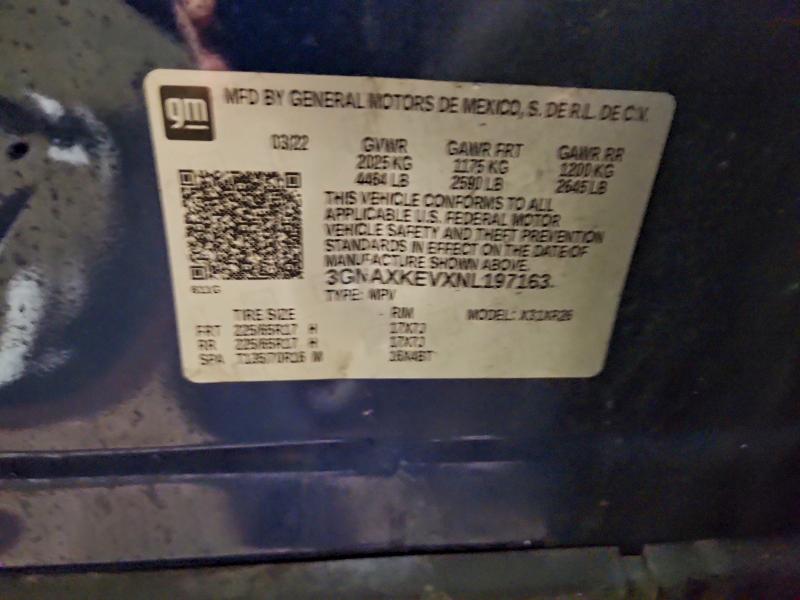 gm
MFD BY GENERAL MOTORS DE MEXICO, S. DE R.L. DE C.V.
03/22 GVWR GAWR FRT GAWR RR
2025 KG 1175 KG 1200 KG
4464 LB 2590 LB 2645 LB
THIS VEHICLE CONFORMS TO ALL
APPLICABLE U.S. FEDERAL MOTOR
VEHICLE SAFETY AND THEFT PREVENTION
STANDARDS IN EFFECT ON THE DATE OF
MANUFACTURE SHOWN ABOVE.
3GNAXKEVXNL197163
TYPE: MPV
TIRE SIZE RIM MODEL:
FRT 225/65R17 H 17X7J
RR 225/65R17 H 17X7J
SPA T135/70R16 M 16X4BT